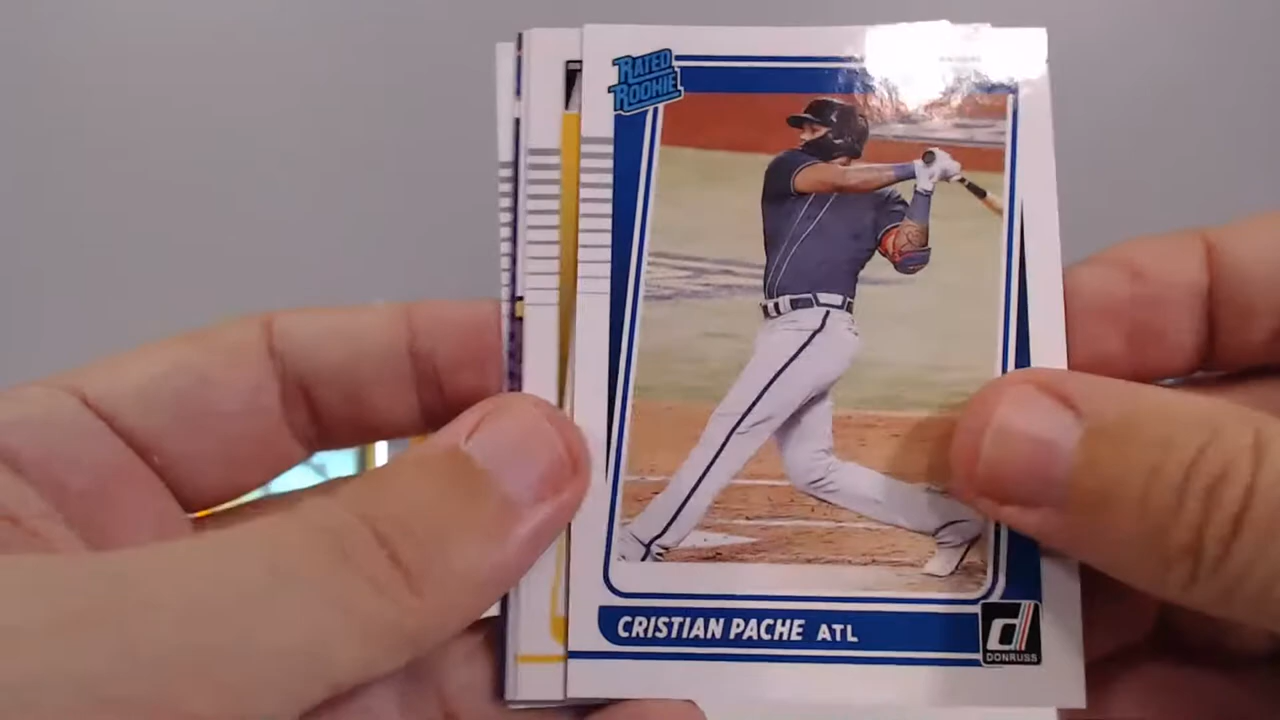 RATED
ROOKIE
CRISTIAN PACHE ATL
d
DONRUSS